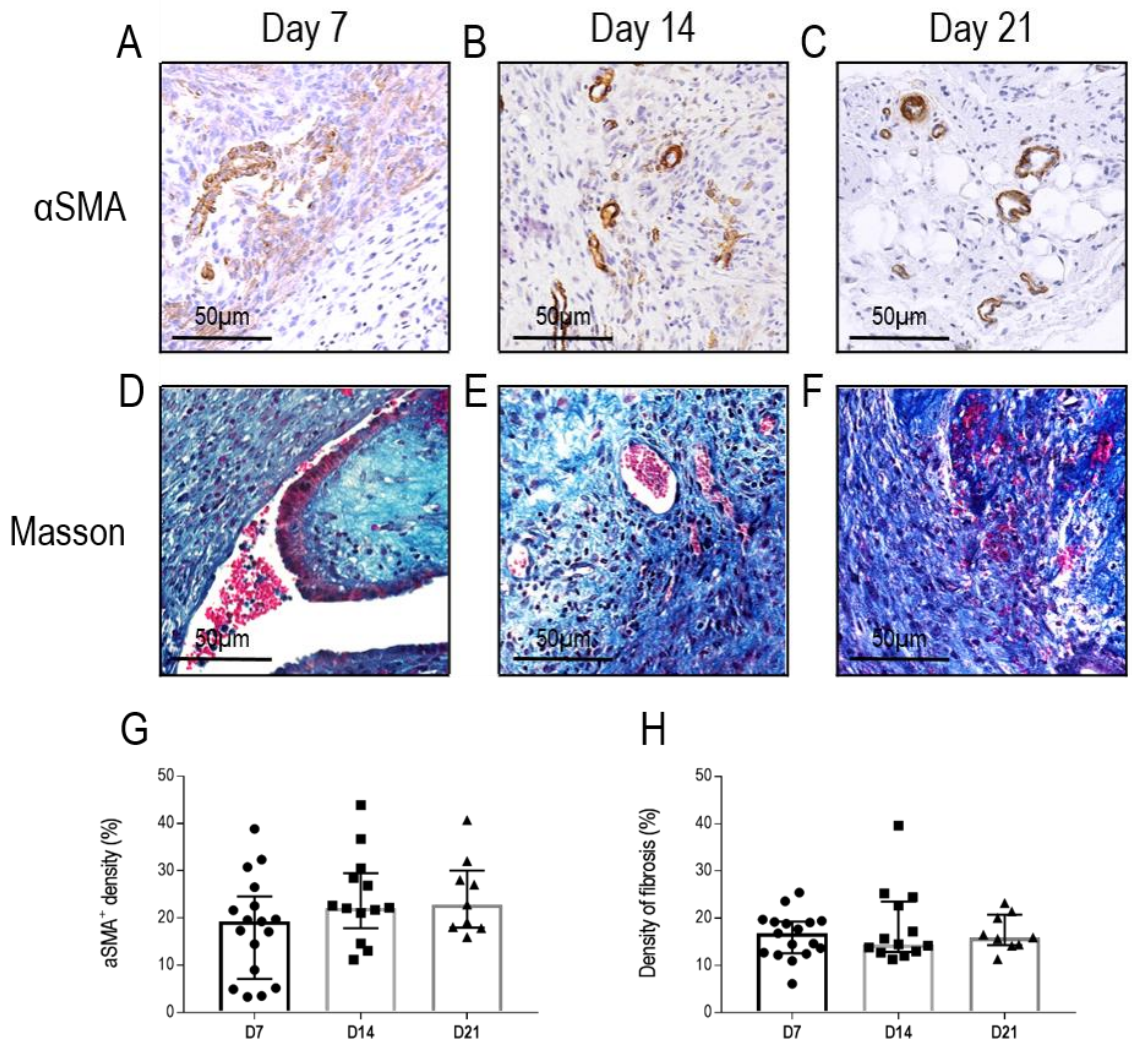 A Day 7 B Day 14 C Day 21
αSMA
50µm 50µm 50µm
D E F
Masson
50µm 50µm 50µm
G H
aSMA⁺ density (%)
50
40
30
20
10
0
D7 D14 D21
Density of fibrosis (%)
50
40
30
20
10
0
D7 D14 D21